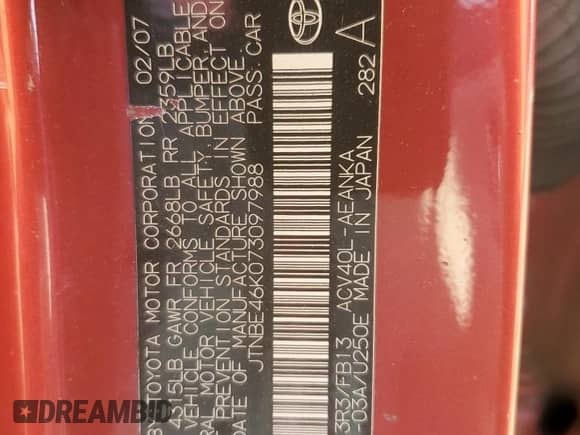 TOYOTA MOTOR CORPORATION 02/07
4815LB GAWR FR 2668LB RR 2359LB
VEHICLE CONFORMS TO ALL APPLICABLE
RAL MOTOR VEHICLE SAFETY, BUMPER, AND
PREVENTION STANDARDS IN EFFECT ON
DATE OF MANUFACTURE SHOWN ABOVE.
JTNBE46K073097988 PASS.CAR
3R3/FB13 ACV40L-AEANKA
-03A/U250E MADE IN JAPAN 282
A
DREAMBID